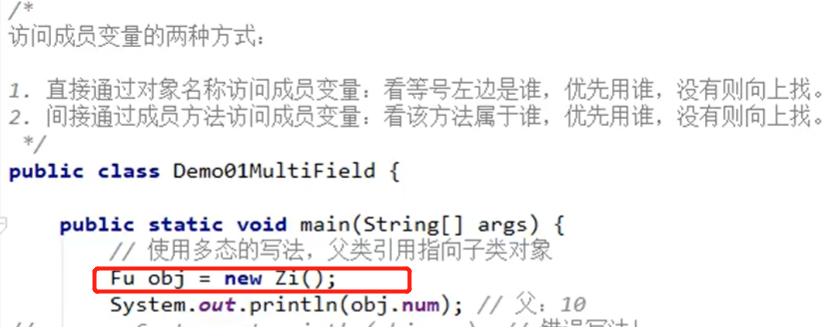 /*
访问成员变量的两种方式：
1. 直接通过对象名称访问成员变量：看等号左边是谁，优先用谁，没有则向上找。
2. 间接通过成员方法访问成员变量：看该方法属于谁，优先用谁，没有则向上找。
*/
public class Demo01MultiField {
public static void main(String[] args) {
// 使用多态的写法，父类引用指向子类对象
Fu obj = new Zi();
System.out.println(obj.num); // 父：10
//